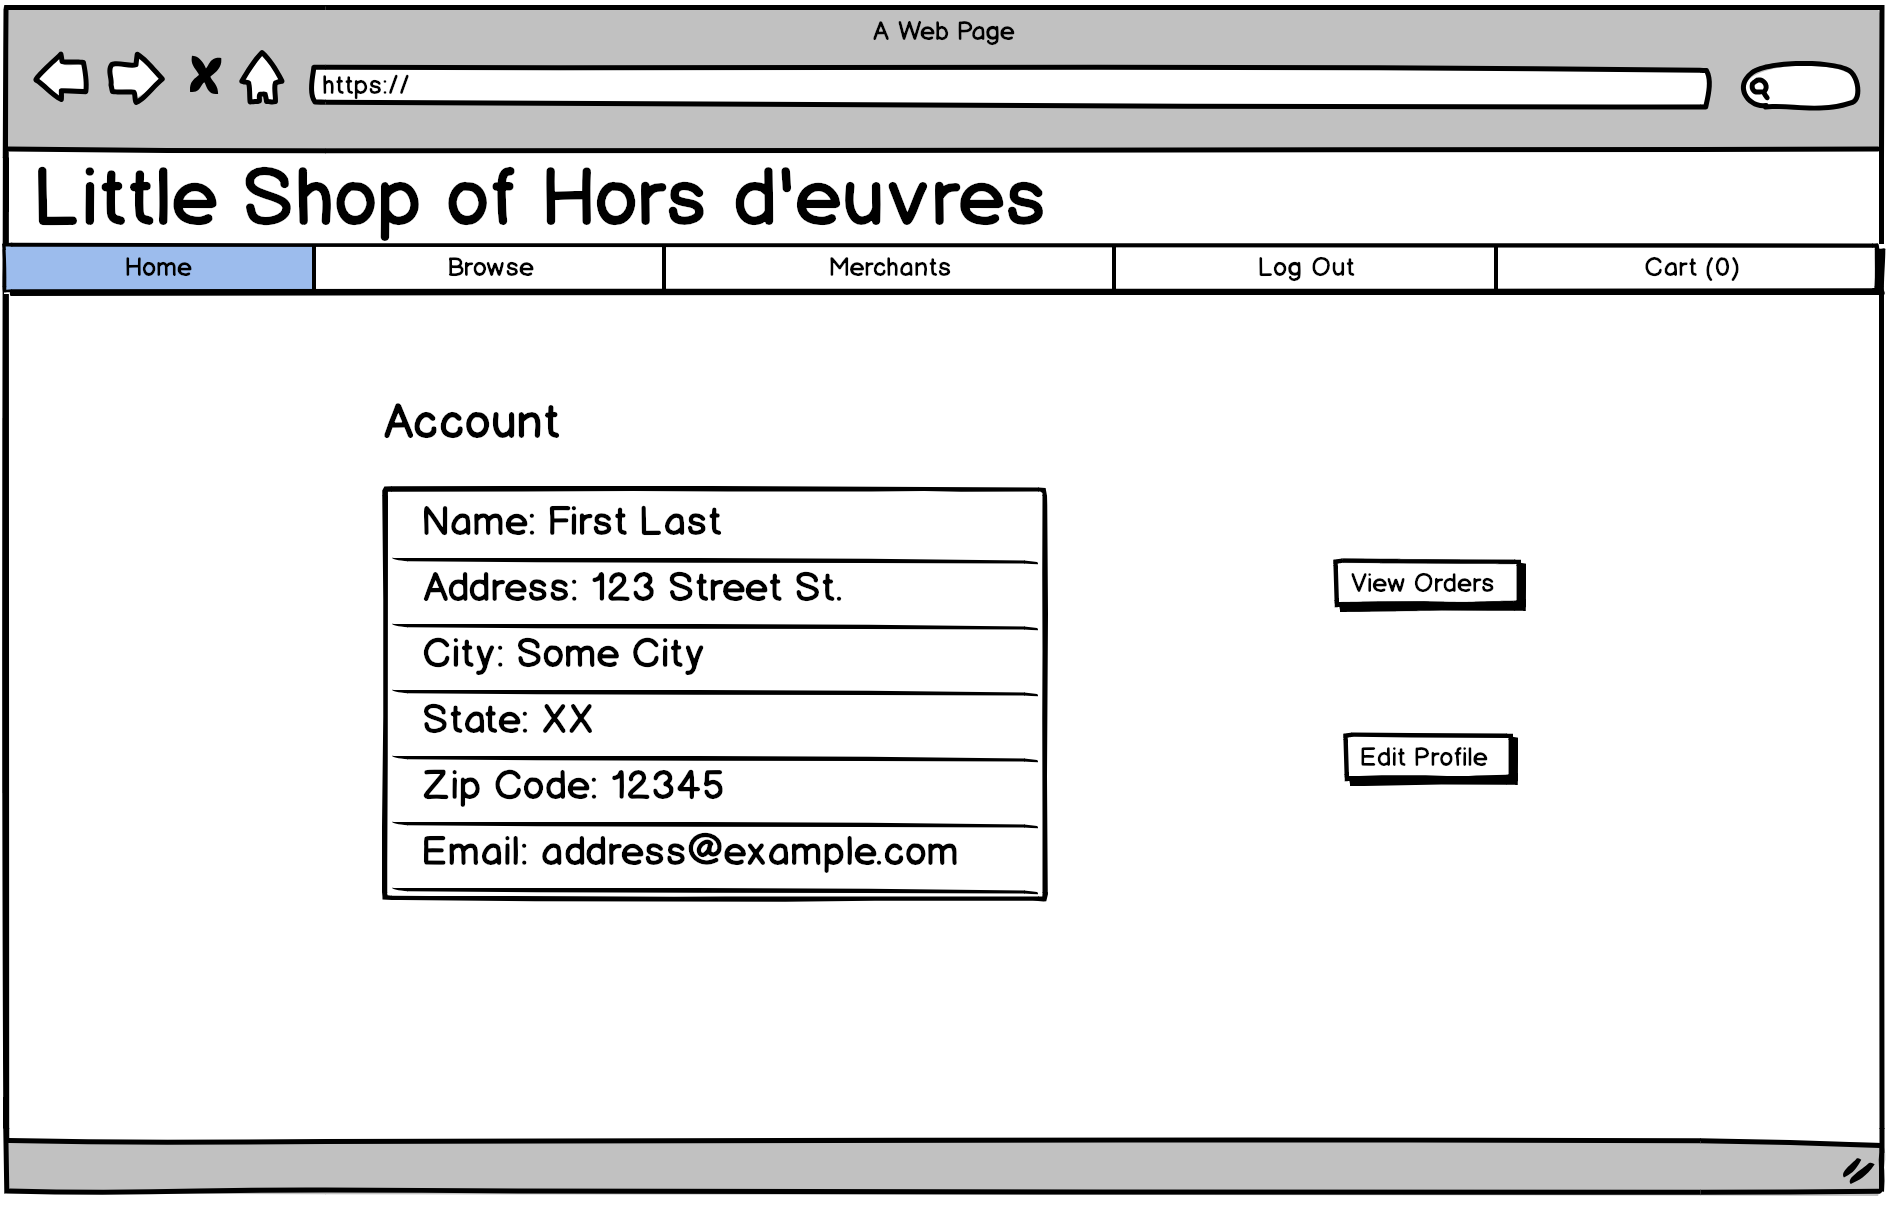 A Web Page
https://
Little Shop of Hors d'euvres
Home Browse Merchants Log Out Cart (0)
Account
Name: First Last
Address: 123 Street St.
City: Some City
State: XX
Zip Code: 12345
Email: address@example.com
View Orders
Edit Profile